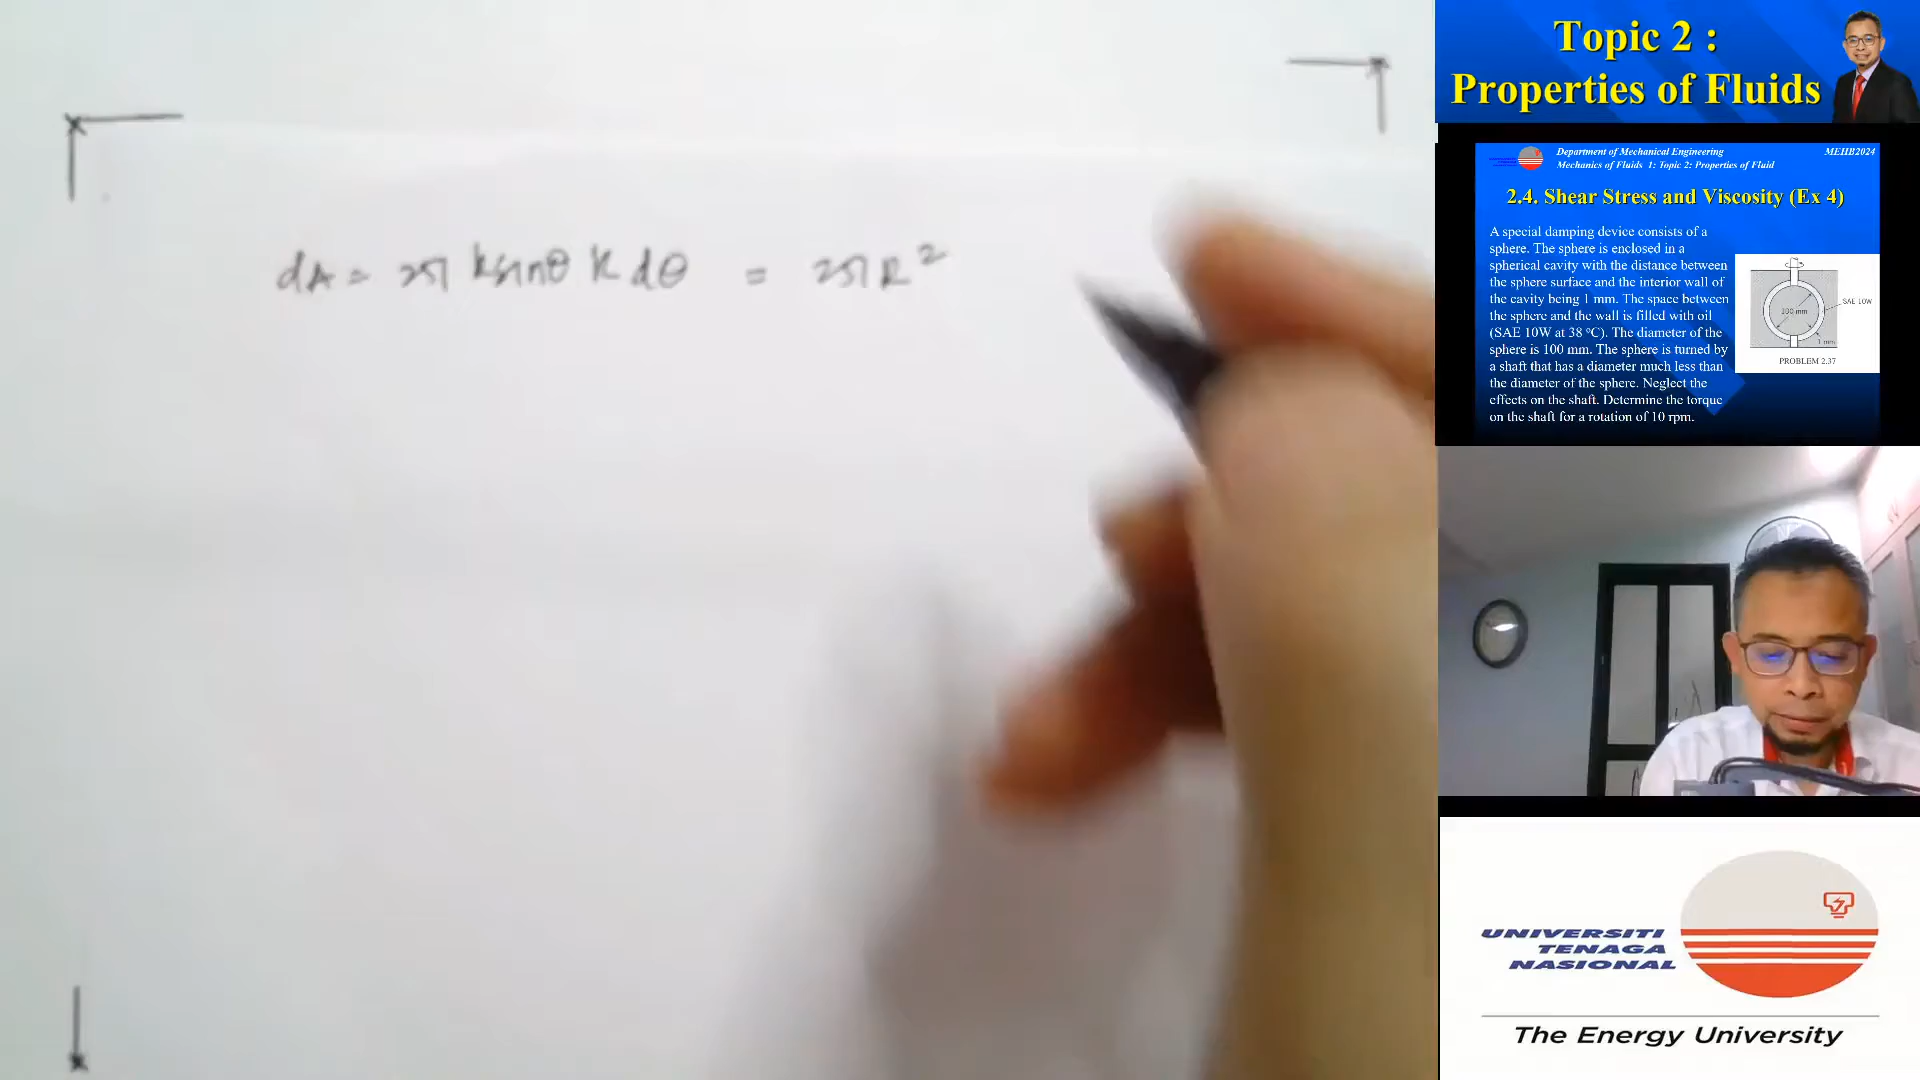 dA = 2π R sinθ R dθ = 2π R²
Topic 2 :
Properties of Fluids
Department of Mechanical Engineering
MEHB2024
Mechanics of Fluids 1: Topic 2: Properties of Fluid
2.4. Shear Stress and Viscosity (Ex 4)
A special damping device consists of a
sphere. The sphere is enclosed in a
spherical cavity with the distance between
the sphere surface and the interior wall of
the cavity being 1 mm. The space between
the sphere and the wall is filled with oil
(SAE 10W at 38 °C). The diameter of the
sphere is 100 mm. The sphere is turned by
a shaft that has a diameter much less than
the diameter of the sphere. Neglect the
effects on the shaft. Determine the torque
on the shaft for a rotation of 10 rpm.
SAE 10W
100 mm
1 mm
PROBLEM 2.37
UNIVERSITI
TENAGA
NASIONAL
The Energy University